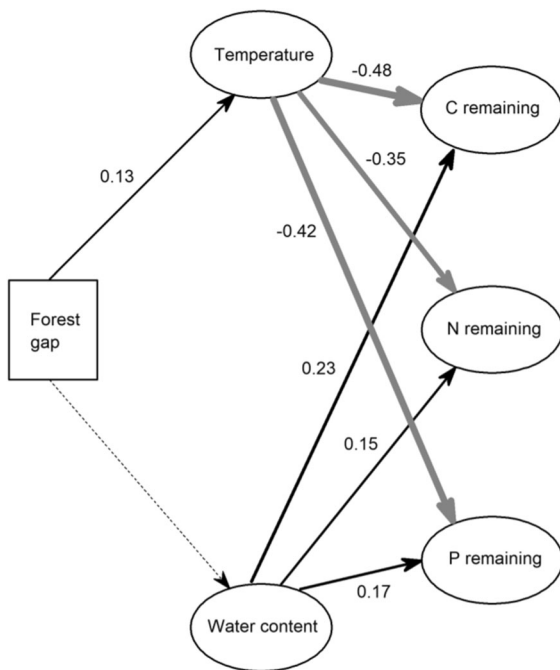 Temperature
-0.48
C remaining
0.13
-0.35
-0.42
Forest
gap
N remaining
0.23
0.15
P remaining
0.17
Water content